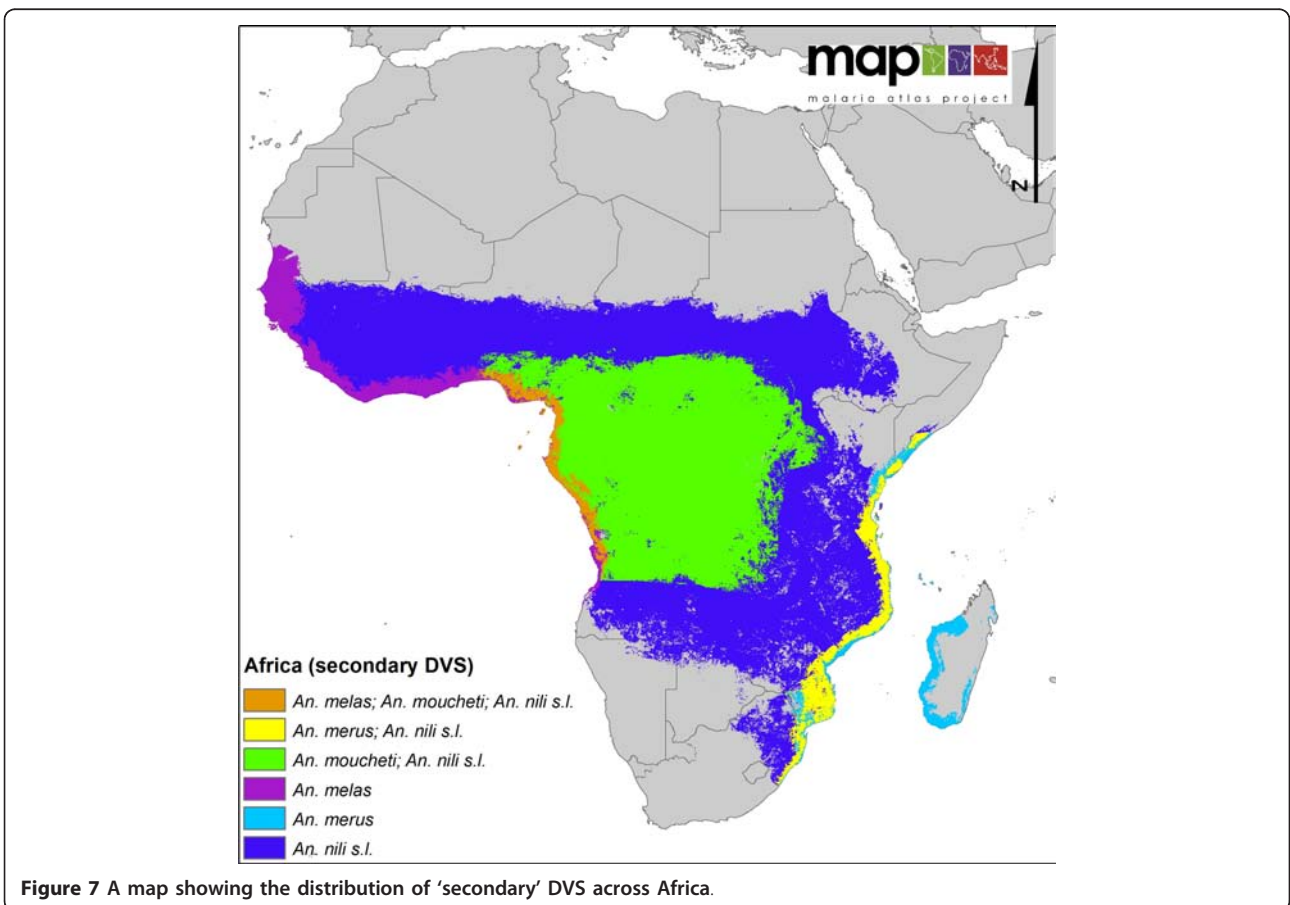 map
malaria atlas project
N
Africa (secondary DVS)
An. melas; An. moucheti; An. nili s.l.
An. merus; An. nili s.l.
An. moucheti; An. nili s.l.
An. melas
An. merus
An. nili s.l.
Figure 7 A map showing the distribution of ‘secondary’ DVS across Africa.